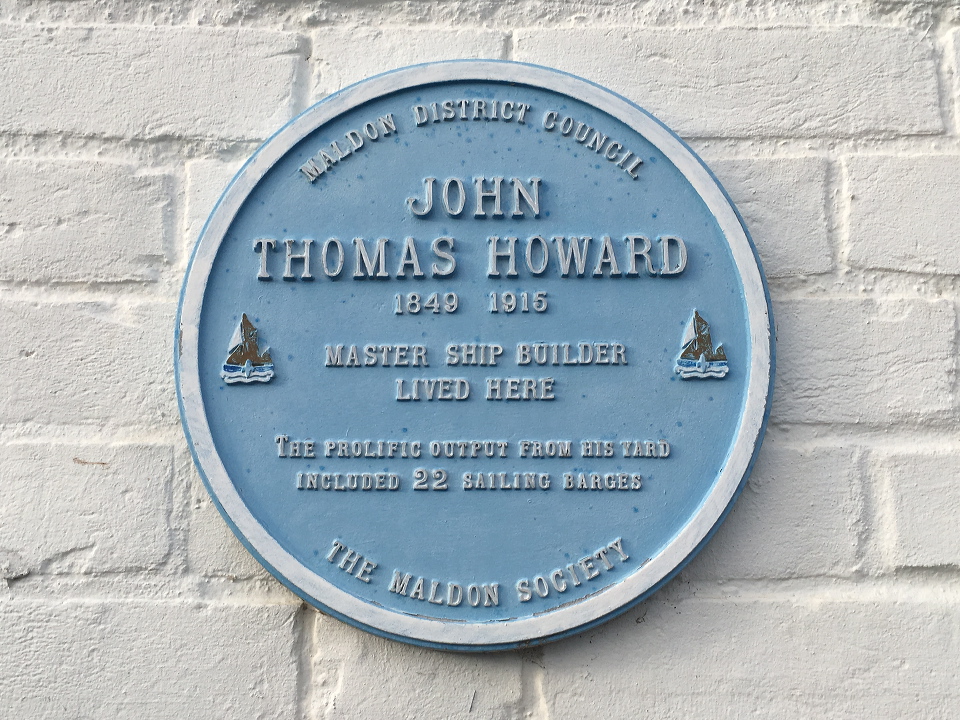 MALDON DISTRICT COUNCIL
JOHN
THOMAS HOWARD
1849 1915
MASTER SHIP BUILDER
LIVED HERE
THE PROLIFIC OUTPUT FROM HIS YARD
INCLUDED 22 SAILING BARGES
THE MALDON SOCIETY